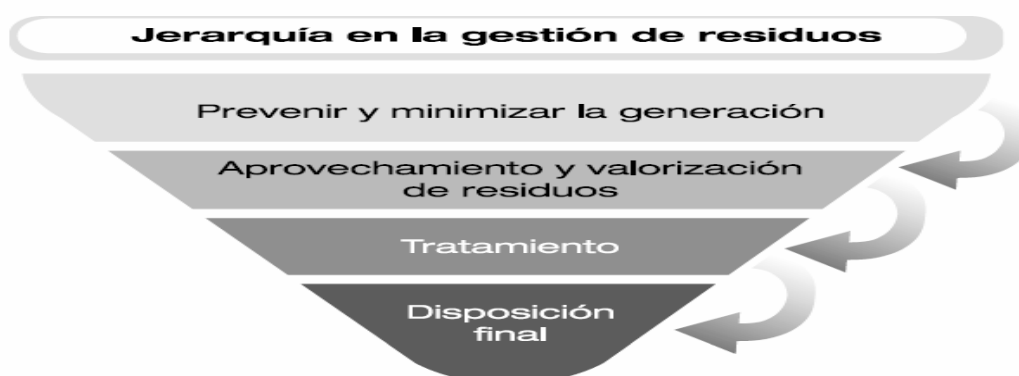 Jerarquía en la gestión de residuos
Prevenir y minimizar la generación
Aprovechamiento y valorización
de residuos
Tratamiento
Disposición
final